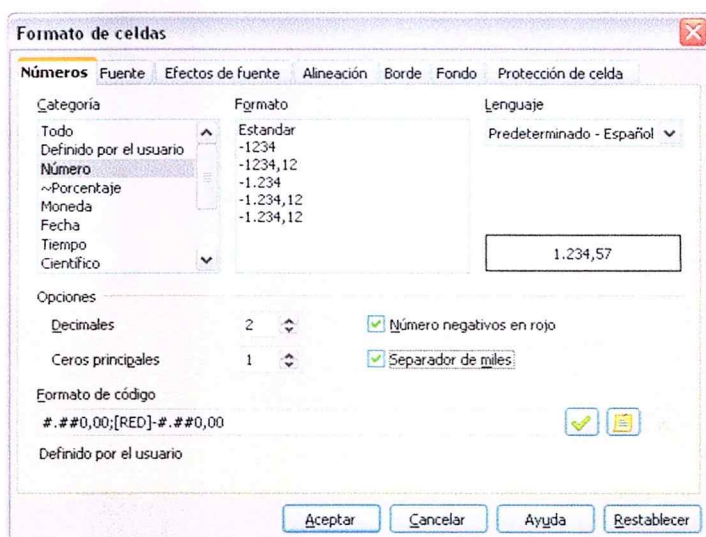 Formato de celdas
Números Fuente Efectos de fuente Alineación Borde Fondo Protección de celda
Categoría
Todo
Definido por el usuario
Número
~Porcentaje
Moneda
Fecha
Tiempo
Científico
Formato
Estandar
-1234
-1234,12
-1.234
-1.234,12
-1.234,12
Lenguaje
Predeterminado - Español
1.234,57
Opciones
Decimales 2 Número negativos en rojo
Ceros principales 1 Separador de miles
Formato de código
#.##0,00;[RED]-#.##0,00
Definido por el usuario
Aceptar Cancelar Ayuda Restablecer